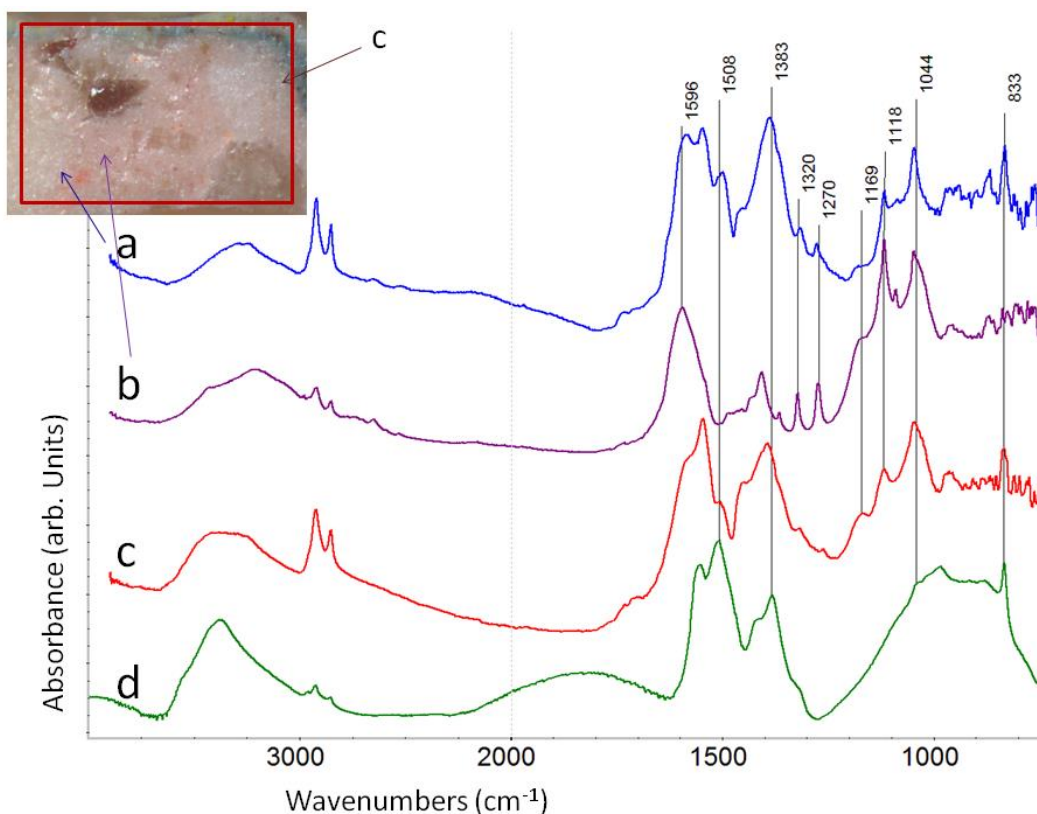 c
1596
1508
1383
1320
1270
1169
1118
1044
833
a
b
c
d
Absorbance (arb. Units)
3000 2000 1500 1000
Wavenumbers (cm⁻¹)